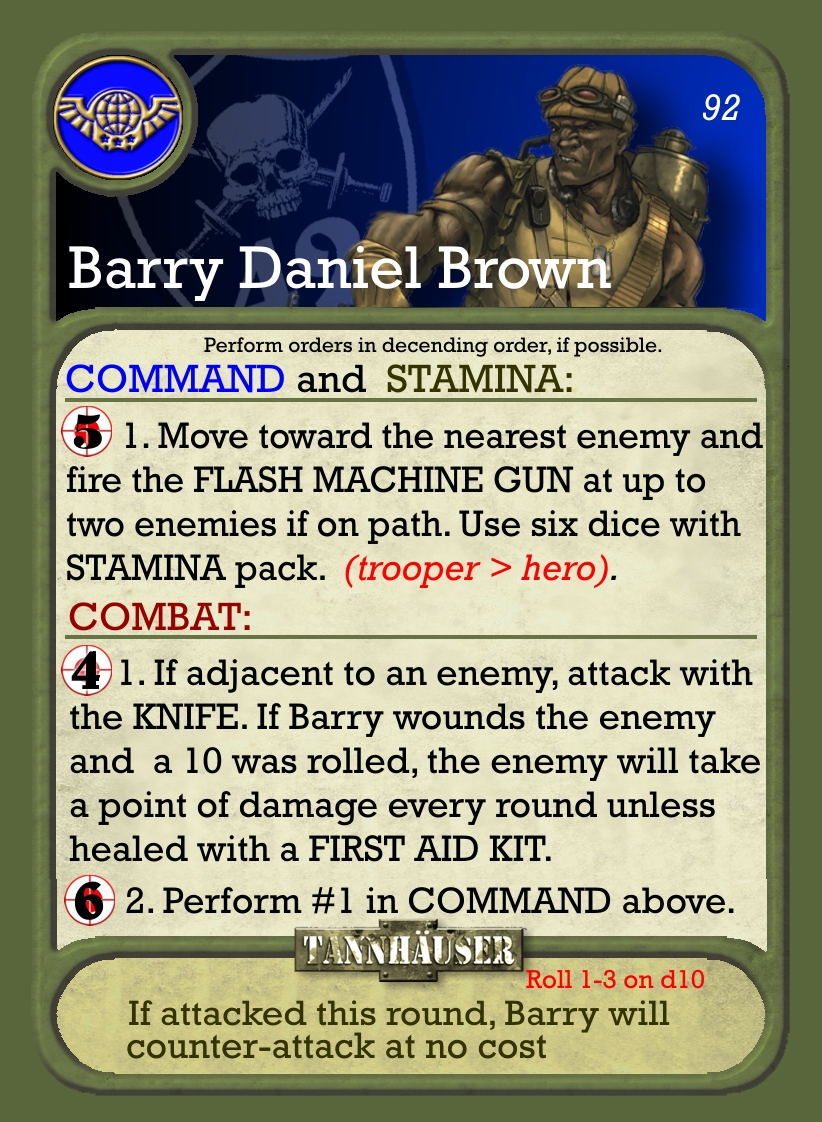 92
Barry Daniel Brown
Perform orders in decending order, if possible.
COMMAND and STAMINA:
5 1. Move toward the nearest enemy and
fire the FLASH MACHINE GUN at up to
two enemies if on path. Use six dice with
STAMINA pack. (trooper > hero).
COMBAT:
4 1. If adjacent to an enemy, attack with
the KNIFE. If Barry wounds the enemy
and a 10 was rolled, the enemy will take
a point of damage every round unless
healed with a FIRST AID KIT.
6 2. Perform #1 in COMMAND above.
TANNHÄUSER
Roll 1-3 on d10
If attacked this round, Barry will
counter-attack at no cost